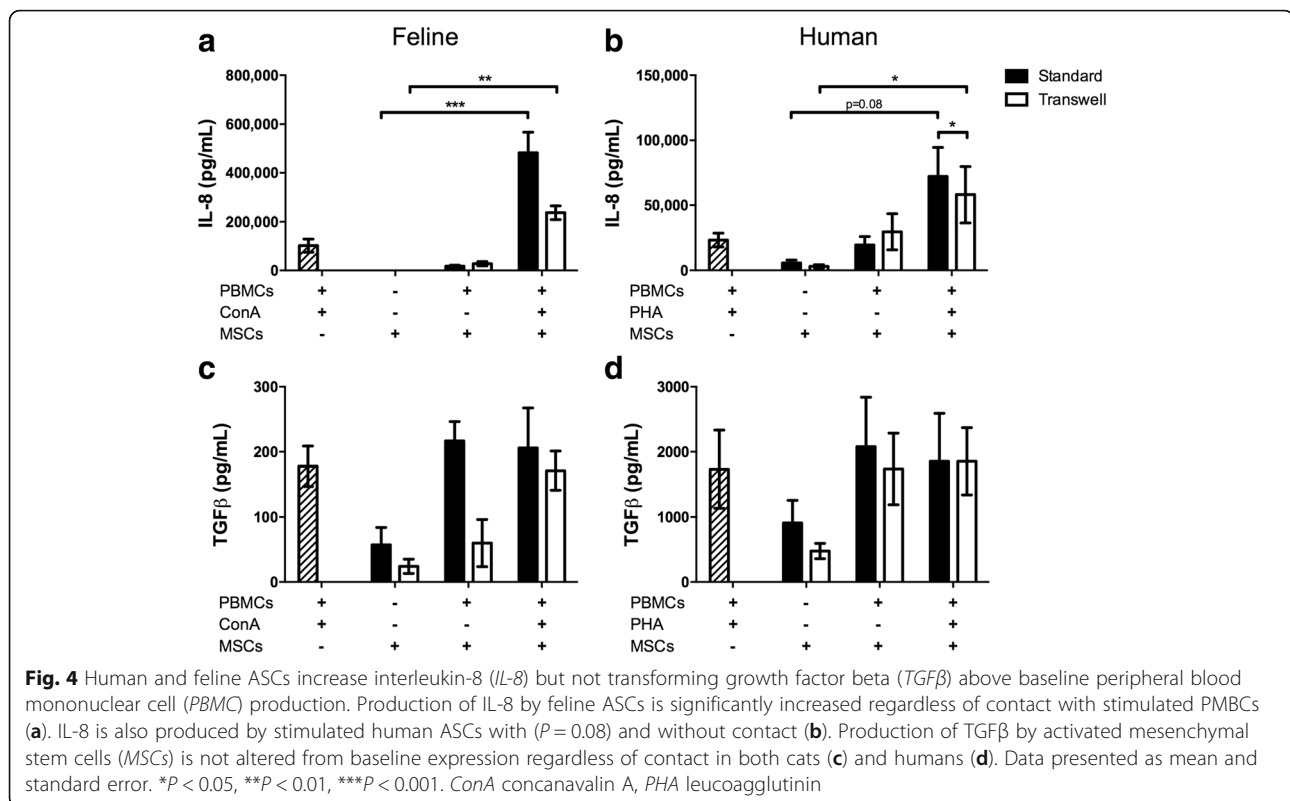 a Feline
b Human
Standard
Transwell
IL-8 (pg/mL)
800,000
600,000
400,000
200,000
0
**
***
PBMCs + - + +
ConA + - - +
MSCs - + + +
IL-8 (pg/mL)
150,000
100,000
50,000
0
*
p=0.08
*
PBMCs + - + +
PHA + - - +
MSCs - + + +
c
TGFβ (pg/mL)
300
200
100
0
PBMCs + - + +
ConA + - - +
MSCs - + + +
d
TGFβ (pg/mL)
3000
2000
1000
0
PBMCs + - + +
PHA + - - +
MSCs - + + +
Fig. 4 Human and feline ASCs increase interleukin-8 (IL-8) but not transforming growth factor beta (TGFβ) above baseline peripheral blood
mononuclear cell (PBMC) production. Production of IL-8 by feline ASCs is significantly increased regardless of contact with stimulated PMBCs
(a). IL-8 is also produced by stimulated human ASCs with (P = 0.08) and without contact (b). Production of TGFβ by activated mesenchymal
stem cells (MSCs) is not altered from baseline expression regardless of contact in both cats (c) and humans (d). Data presented as mean and
standard error. *P < 0.05, **P < 0.01, ***P < 0.001. ConA concanavalin A, PHA leucoagglutinin